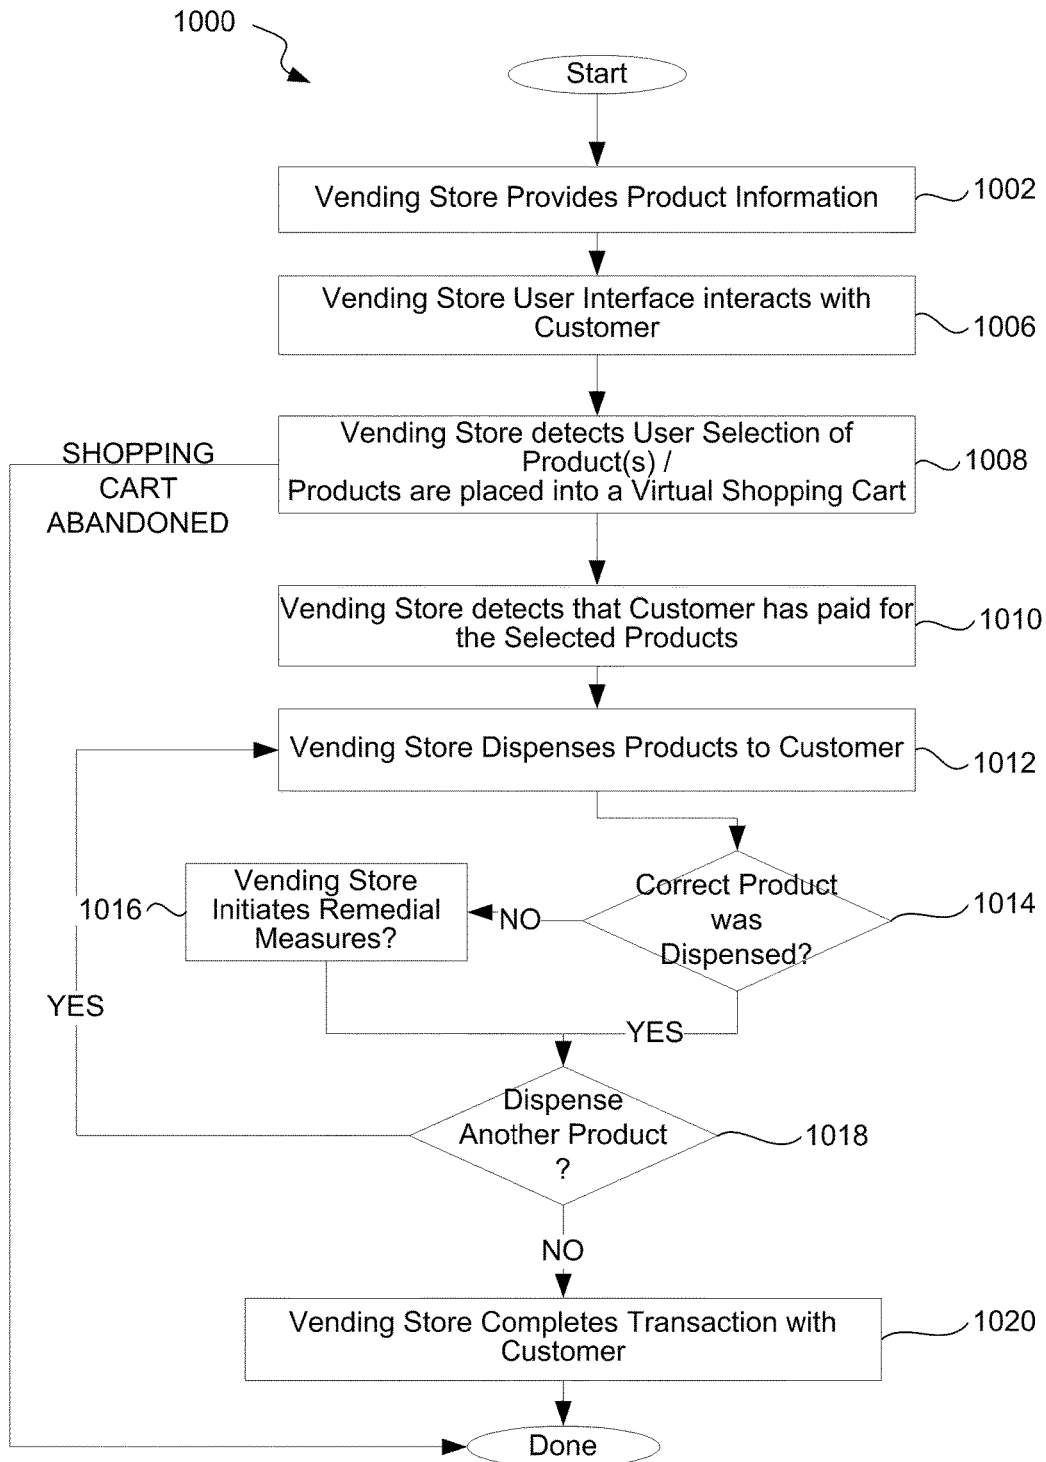 1000
Start
Vending Store Provides Product Information
1002
Vending Store User Interface interacts with
Customer
1006
Vending Store detects User Selection of
Product(s) /
Products are placed into a Virtual Shopping Cart
1008
SHOPPING
CART
ABANDONED
Vending Store detects that Customer has paid for
the Selected Products
1010
Vending Store Dispenses Products to Customer
1012
Correct Product
was
Dispensed?
1014
NO
Vending Store
Initiates Remedial
Measures?
1016
YES
YES
Dispense
Another Product
?
1018
NO
Vending Store Completes Transaction with
Customer
1020
Done